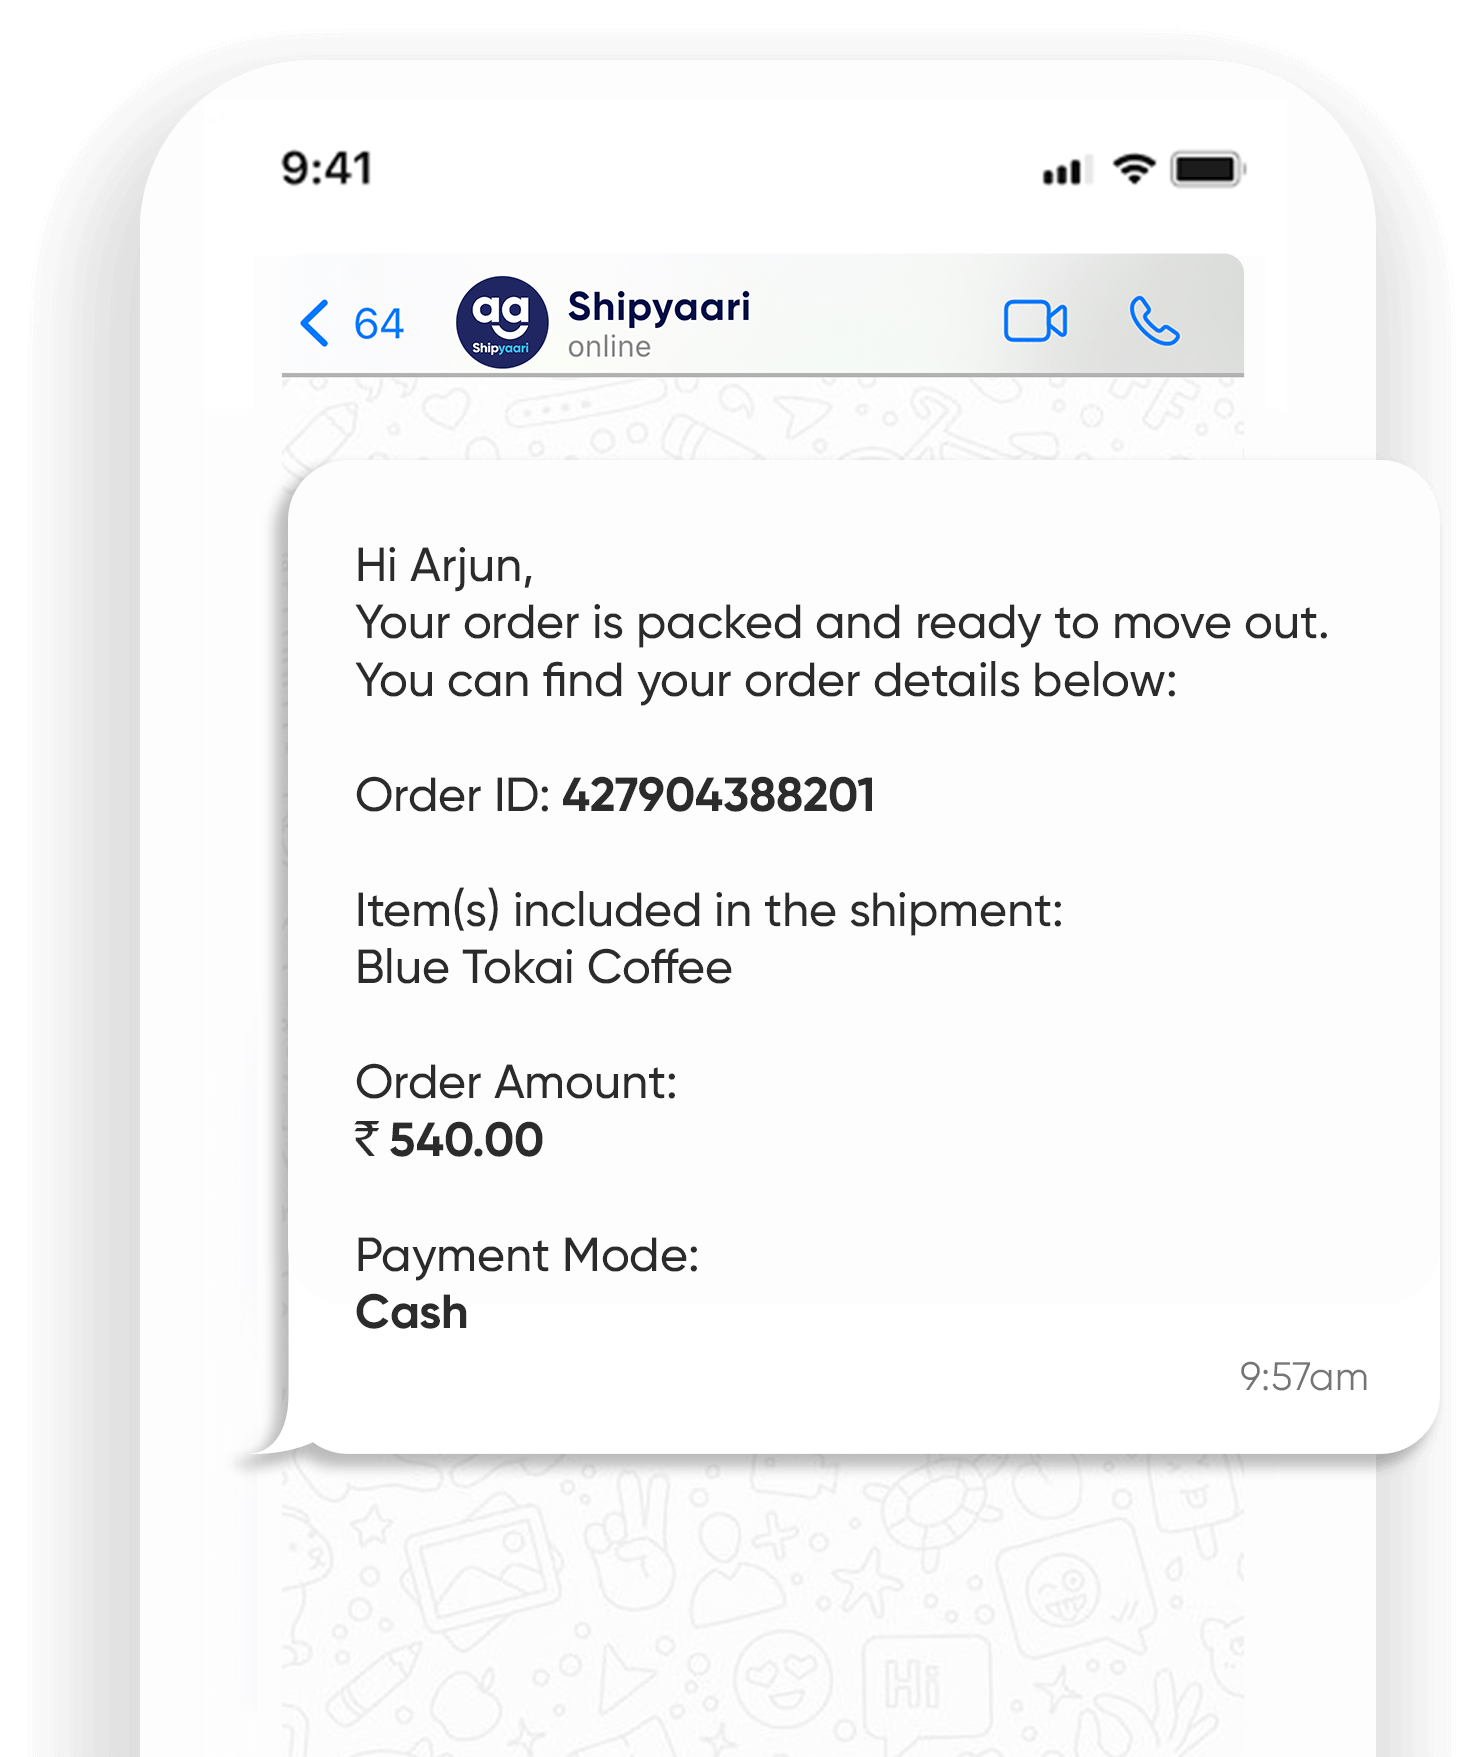 9:41
64
ag
Shipyaari
Shipyaari
online
Hi Arjun,
Your order is packed and ready to move out.
You can find your order details below:
Order ID: 427904388201
Item(s) included in the shipment:
Blue Tokai Coffee
Order Amount:
₹ 540.00
Payment Mode:
Cash
9:57am
Hi